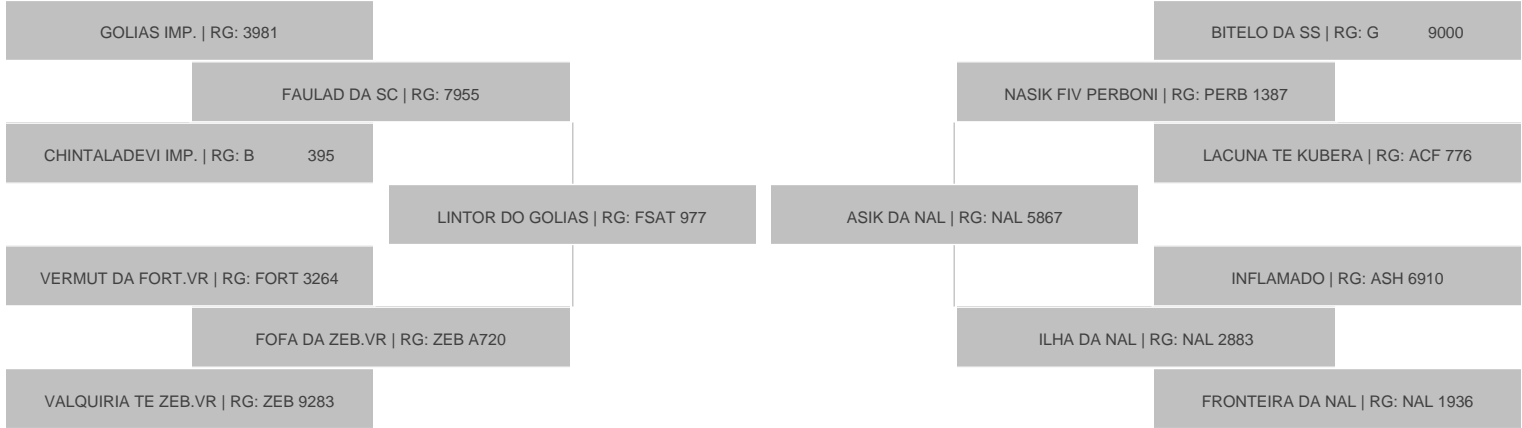 GOLIAS IMP. | RG: 3981
BITELO DA SS | RG: G 9000
FAULAD DA SC | RG: 7955
NASIK FIV PERBONI | RG: PERB 1387
CHINTALADEVI IMP. | RG: B 395
LACUNA TE KUBERA | RG: ACF 776
LINTOR DO GOLIAS | RG: FSAT 977
ASIK DA NAL | RG: NAL 5867
VERMUT DA FORT.VR | RG: FORT 3264
INFLAMADO | RG: ASH 6910
FOFA DA ZEB.VR | RG: ZEB A720
ILHA DA NAL | RG: NAL 2883
VALQUIRIA TE ZEB.VR | RG: ZEB 9283
FRONTEIRA DA NAL | RG: NAL 1936